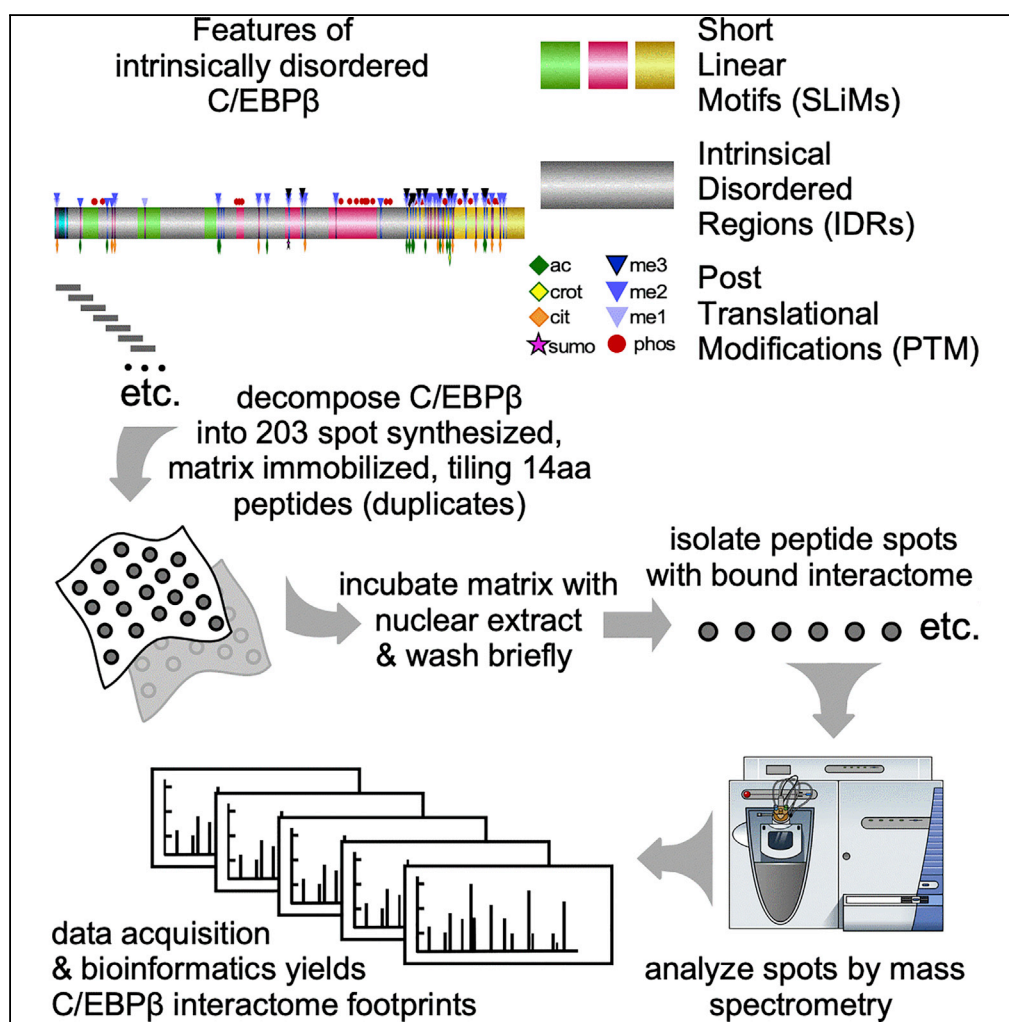 Features of
intrinsically disordered
C/EBPβ
Short
Linear
Motifs (SLiMs)
Intrinsical
Disordered
Regions (IDRs)
ac
me3
crot
me2
cit
me1
sumo
phos
Post
Translational
Modifications (PTM)
etc.
decompose C/EBPβ
into 203 spot synthesized,
matrix immobilized, tiling 14aa
peptides (duplicates)
incubate matrix with
nuclear extract
& wash briefly
isolate peptide spots
with bound interactome
etc.
analyze spots by mass
spectrometry
data acquisition
& bioinformatics yields
C/EBPβ interactome footprints